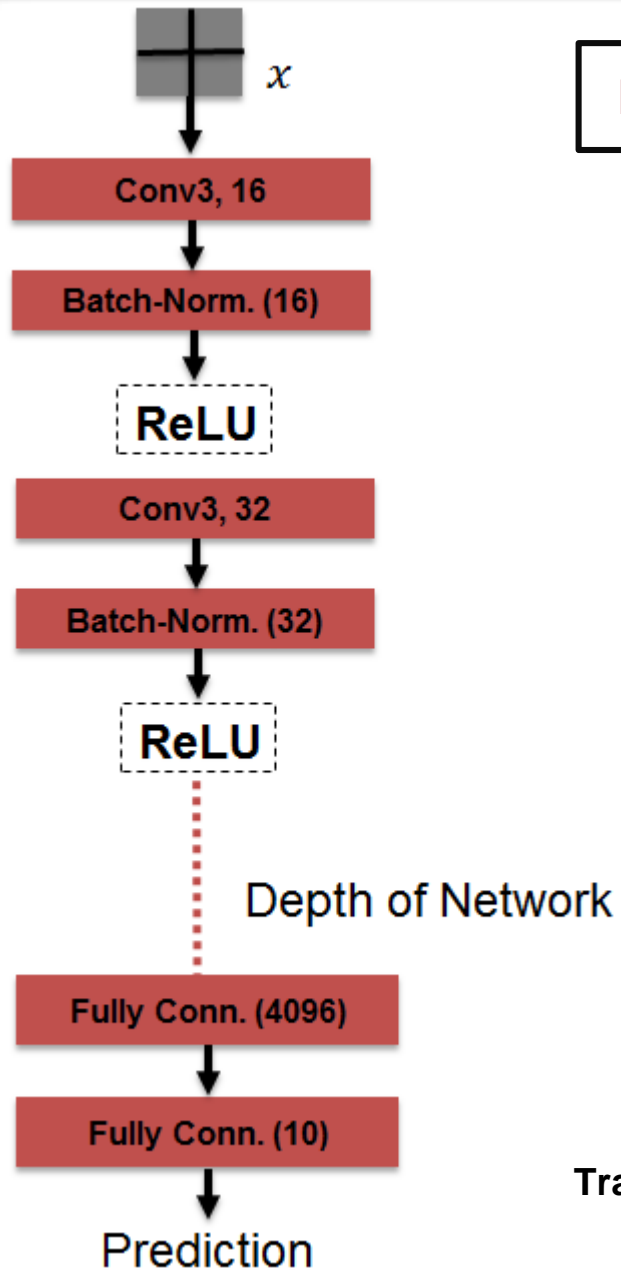 x
Conv3, 16
Batch-Norm. (16)
ReLU
Conv3, 32
Batch-Norm. (32)
ReLU
Depth of Network
Fully Conn. (4096)
Fully Conn. (10)
Prediction